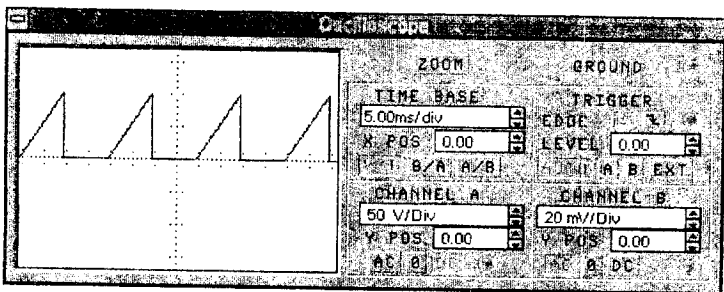 Oscilloscope
ZOOM
GROUND
TIME BASE
5.00ms/div
X POS 0.00
B/A A/B
TRIGGER
EDGE
LEVEL 0.00
A B EXT
CHANNEL A
50 V/Div
Y POS 0.00
AC 0
CHANNEL B
20 mV/Div
Y POS 0.00
0 DC